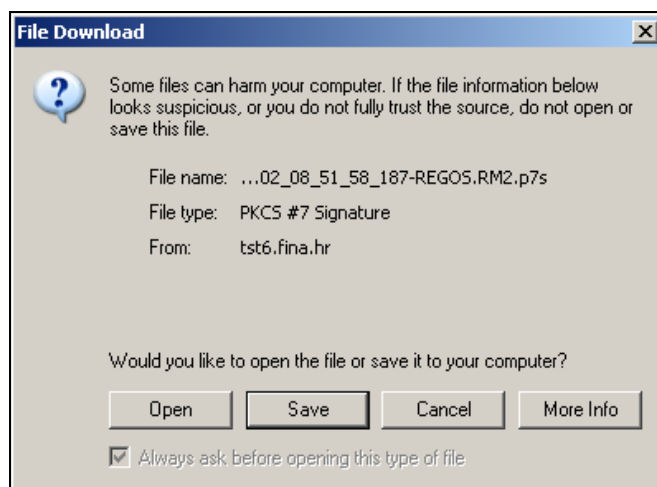 File Download
Some files can harm your computer. If the file information below
looks suspicious, or you do not fully trust the source, do not open or
save this file.
File name: ...02_08_51_58_187-REGOS.RM2.p7s
File type: PKCS #7 Signature
From: tst6.fina.hr
Would you like to open the file or save it to your computer?
Open Save Cancel More Info
Always ask before opening this type of file